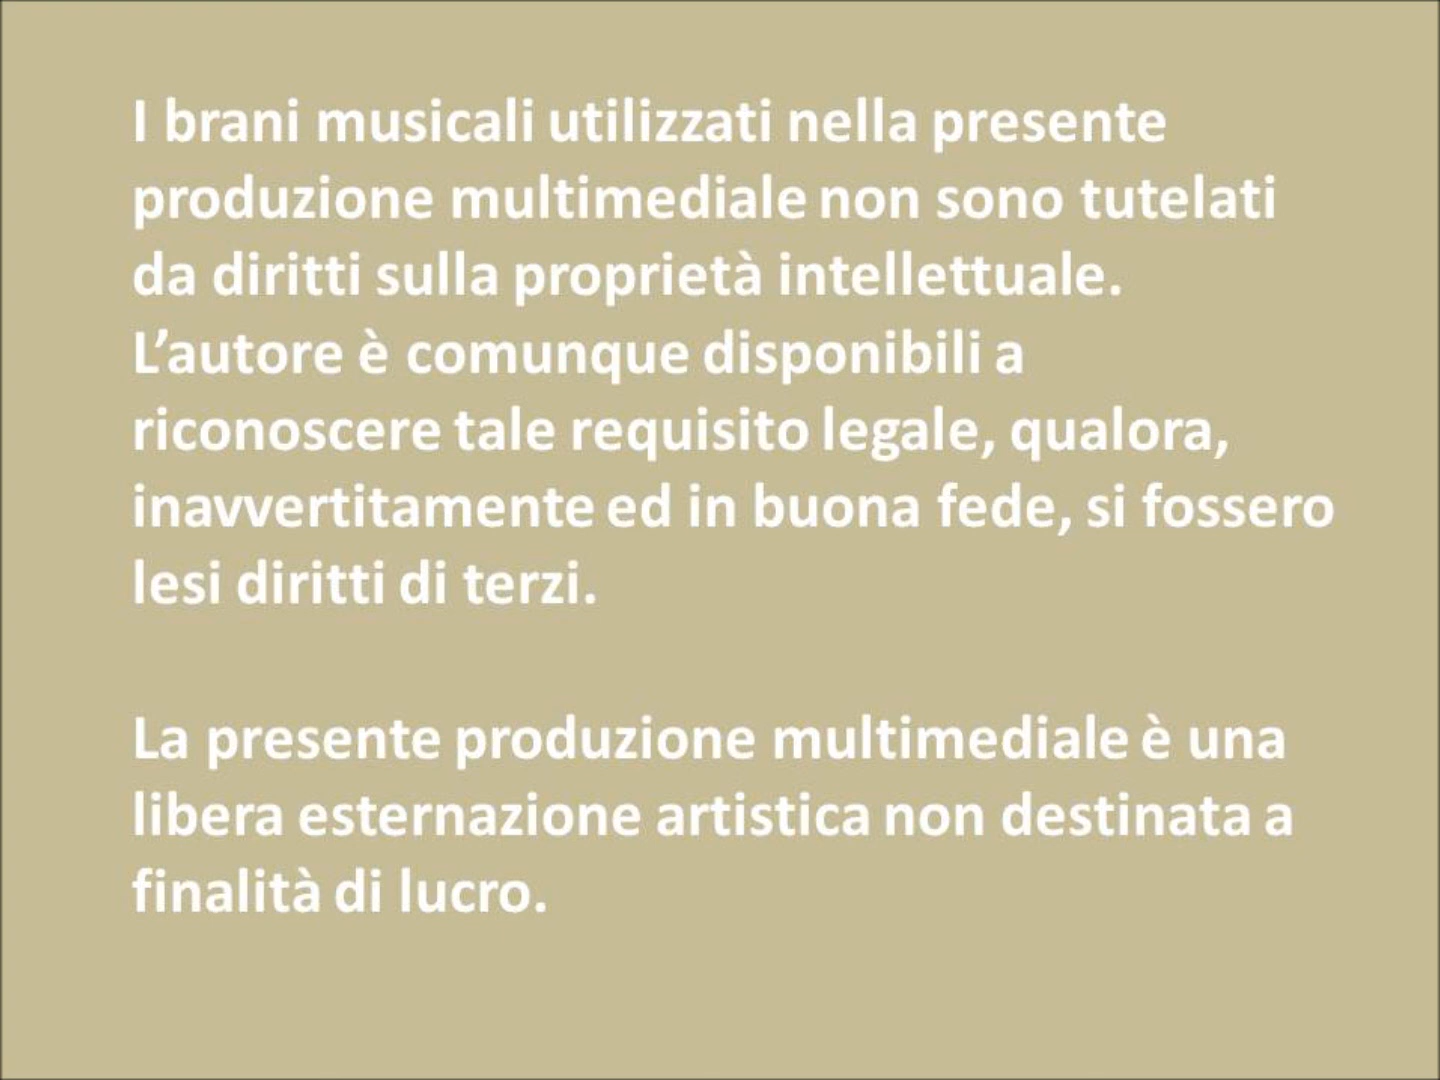 I brani musicali utilizzati nella presente
produzione multimediale non sono tutelati
da diritti sulla proprietà intellettuale.
L’autore è comunque disponibili a
riconoscere tale requisito legale, qualora,
inavvertitamente ed in buona fede, si fossero
lesi diritti di terzi.
La presente produzione multimediale è una
libera esternazione artistica non destinata a
finalità di lucro.